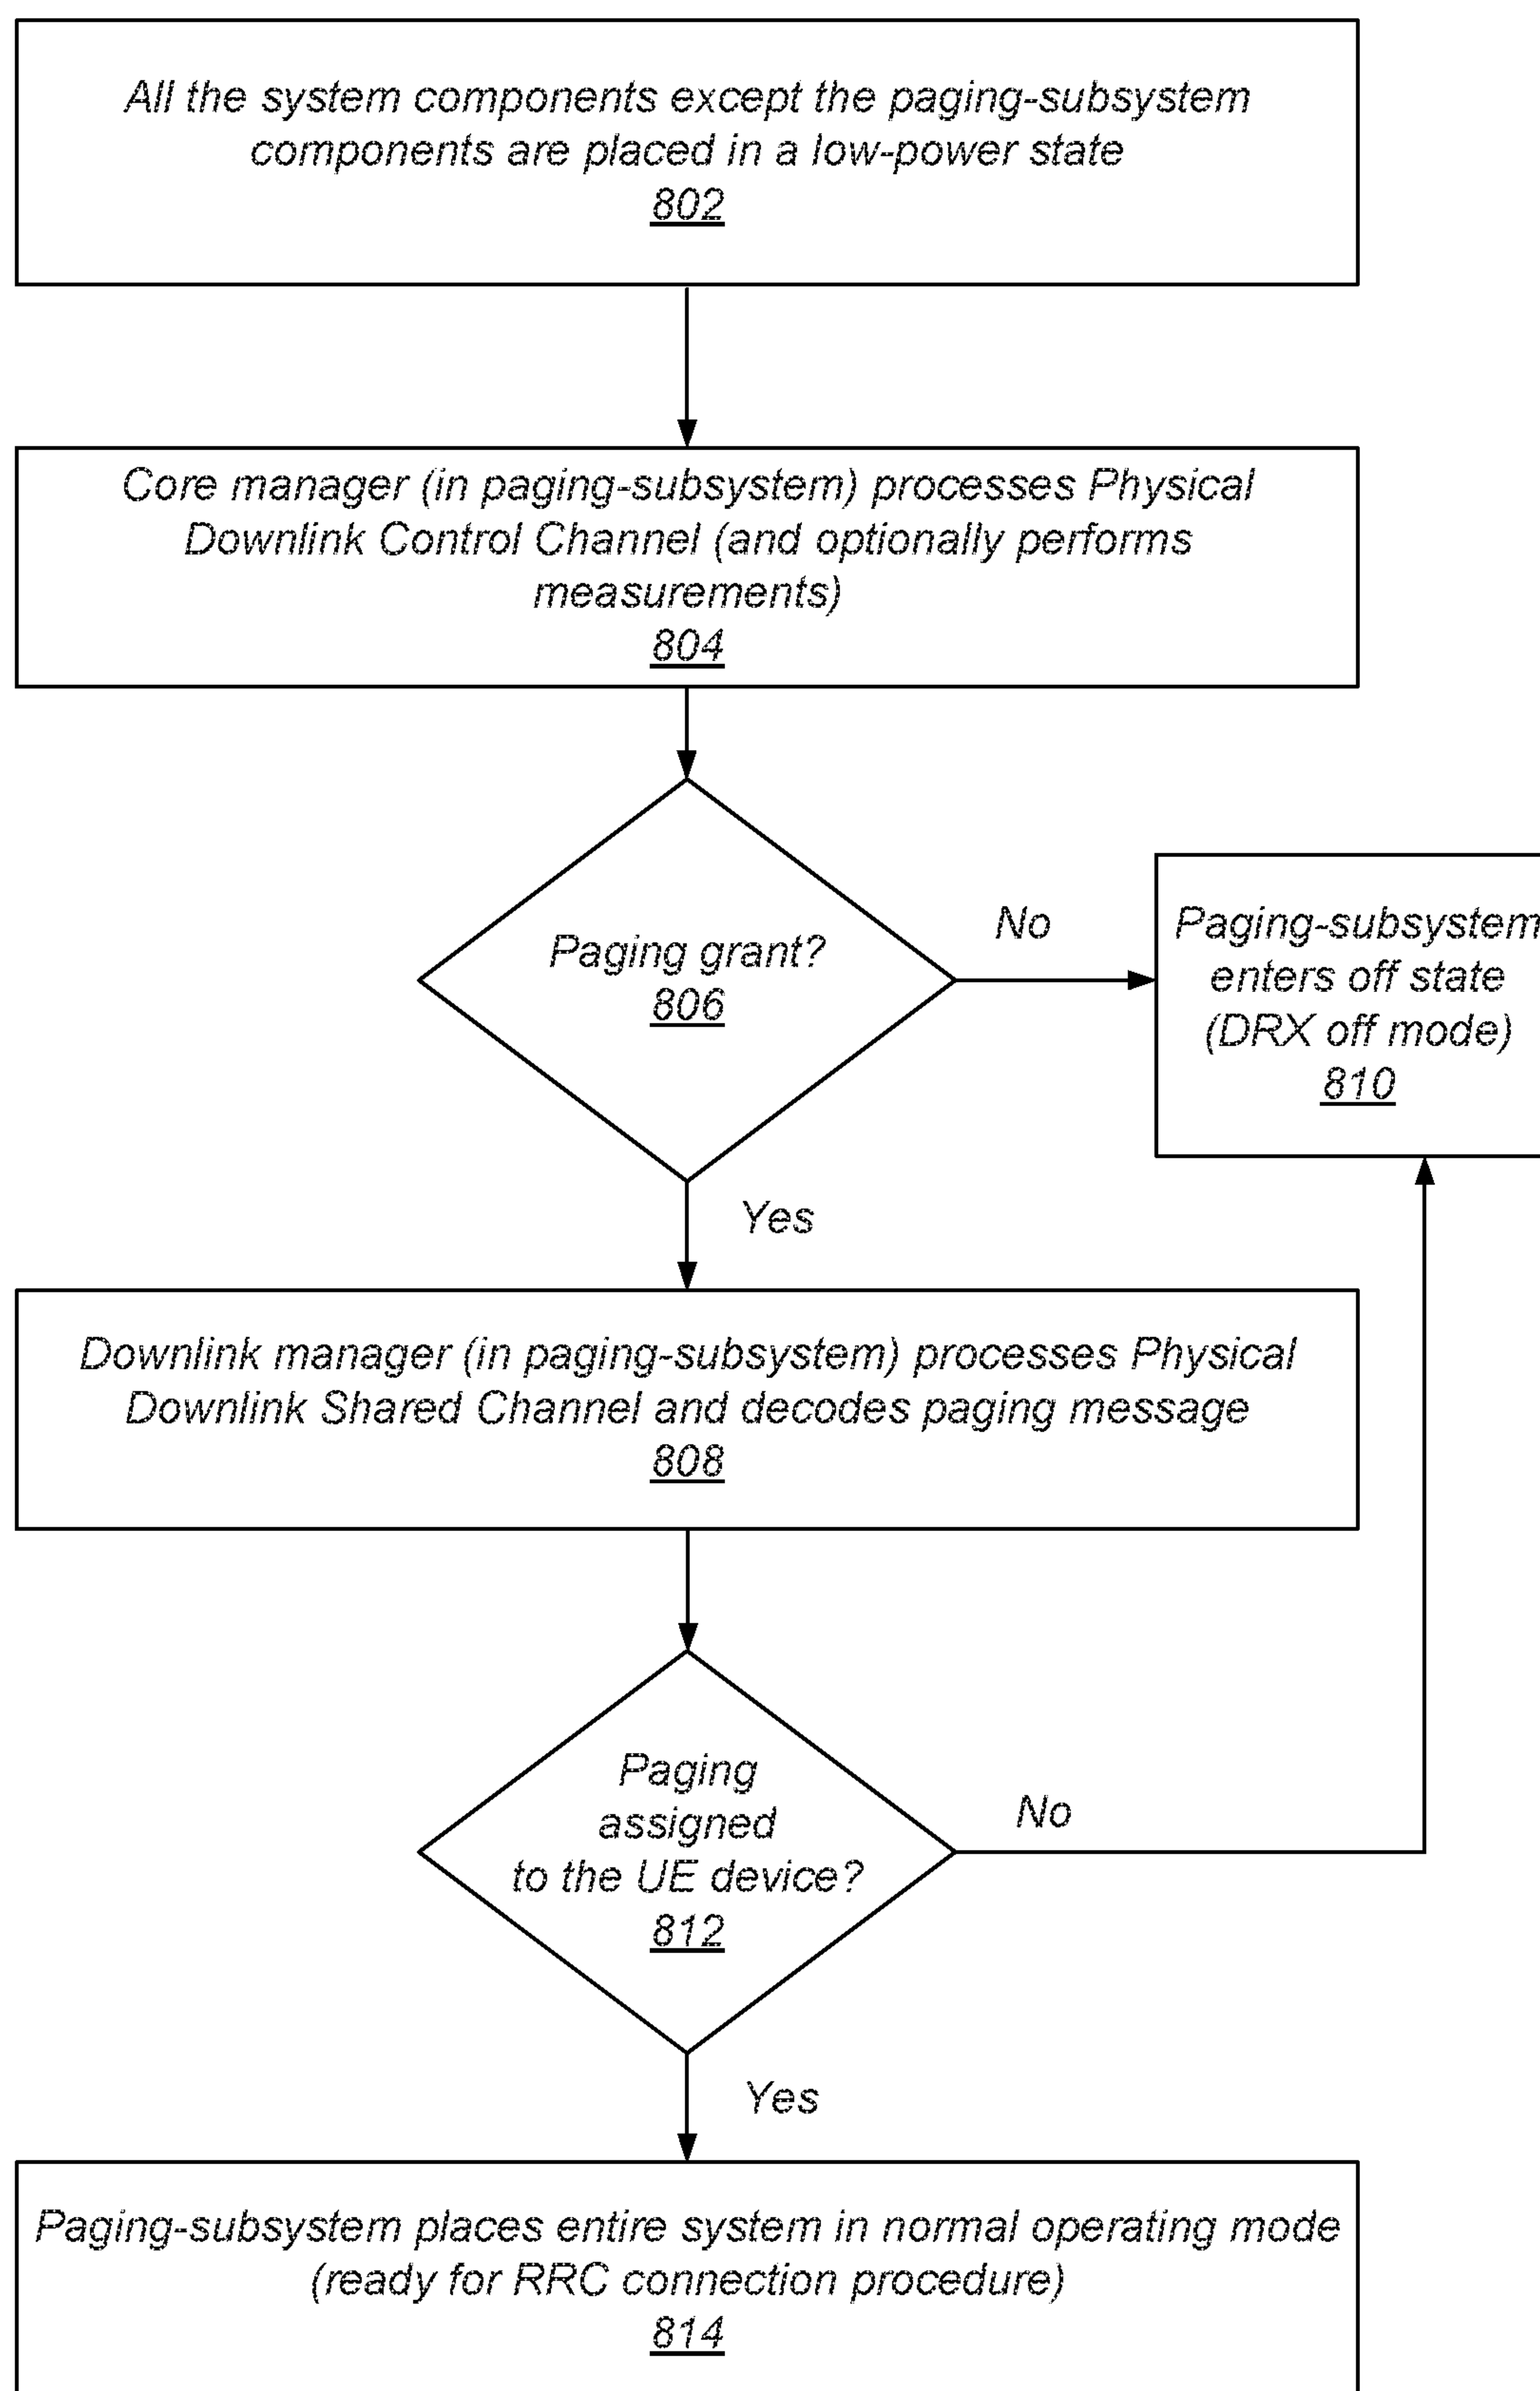 All the system components except the paging-subsystem
components are placed in a low-power state
802
Core manager (in paging-subsystem) processes Physical
Downlink Control Channel (and optionally performs
measurements)
804
Paging grant?
806
No
Paging-subsystem
enters off state
(DRX off mode)
810
Yes
Downlink manager (in paging-subsystem) processes Physical
Downlink Shared Channel and decodes paging message
808
Paging
assigned
to the UE device?
812
No
Yes
Paging-subsystem places entire system in normal operating mode
(ready for RRC connection procedure)
814